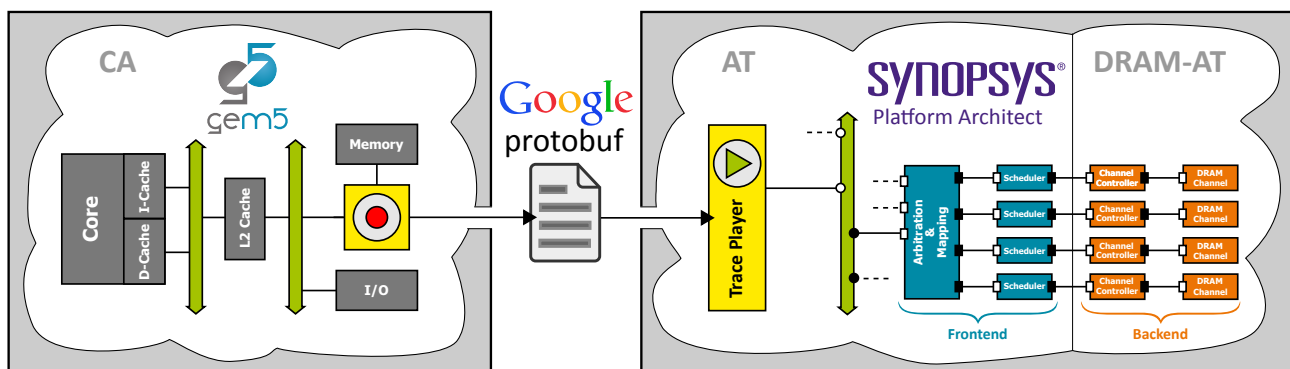 CA
gem5
Core
I-Cache
D-Cache
L2 Cache
Memory
I/O
Google
protobuf
AT
SYNOPSYS®
Platform Architect
DRAM-AT
Trace Player
Arbitration
&
Mapping
Scheduler
Channel
Controller
DRAM
Channel
Scheduler
Channel
Controller
DRAM
Channel
Scheduler
Channel
Controller
DRAM
Channel
Scheduler
Channel
Controller
DRAM
Channel
Frontend
Backend